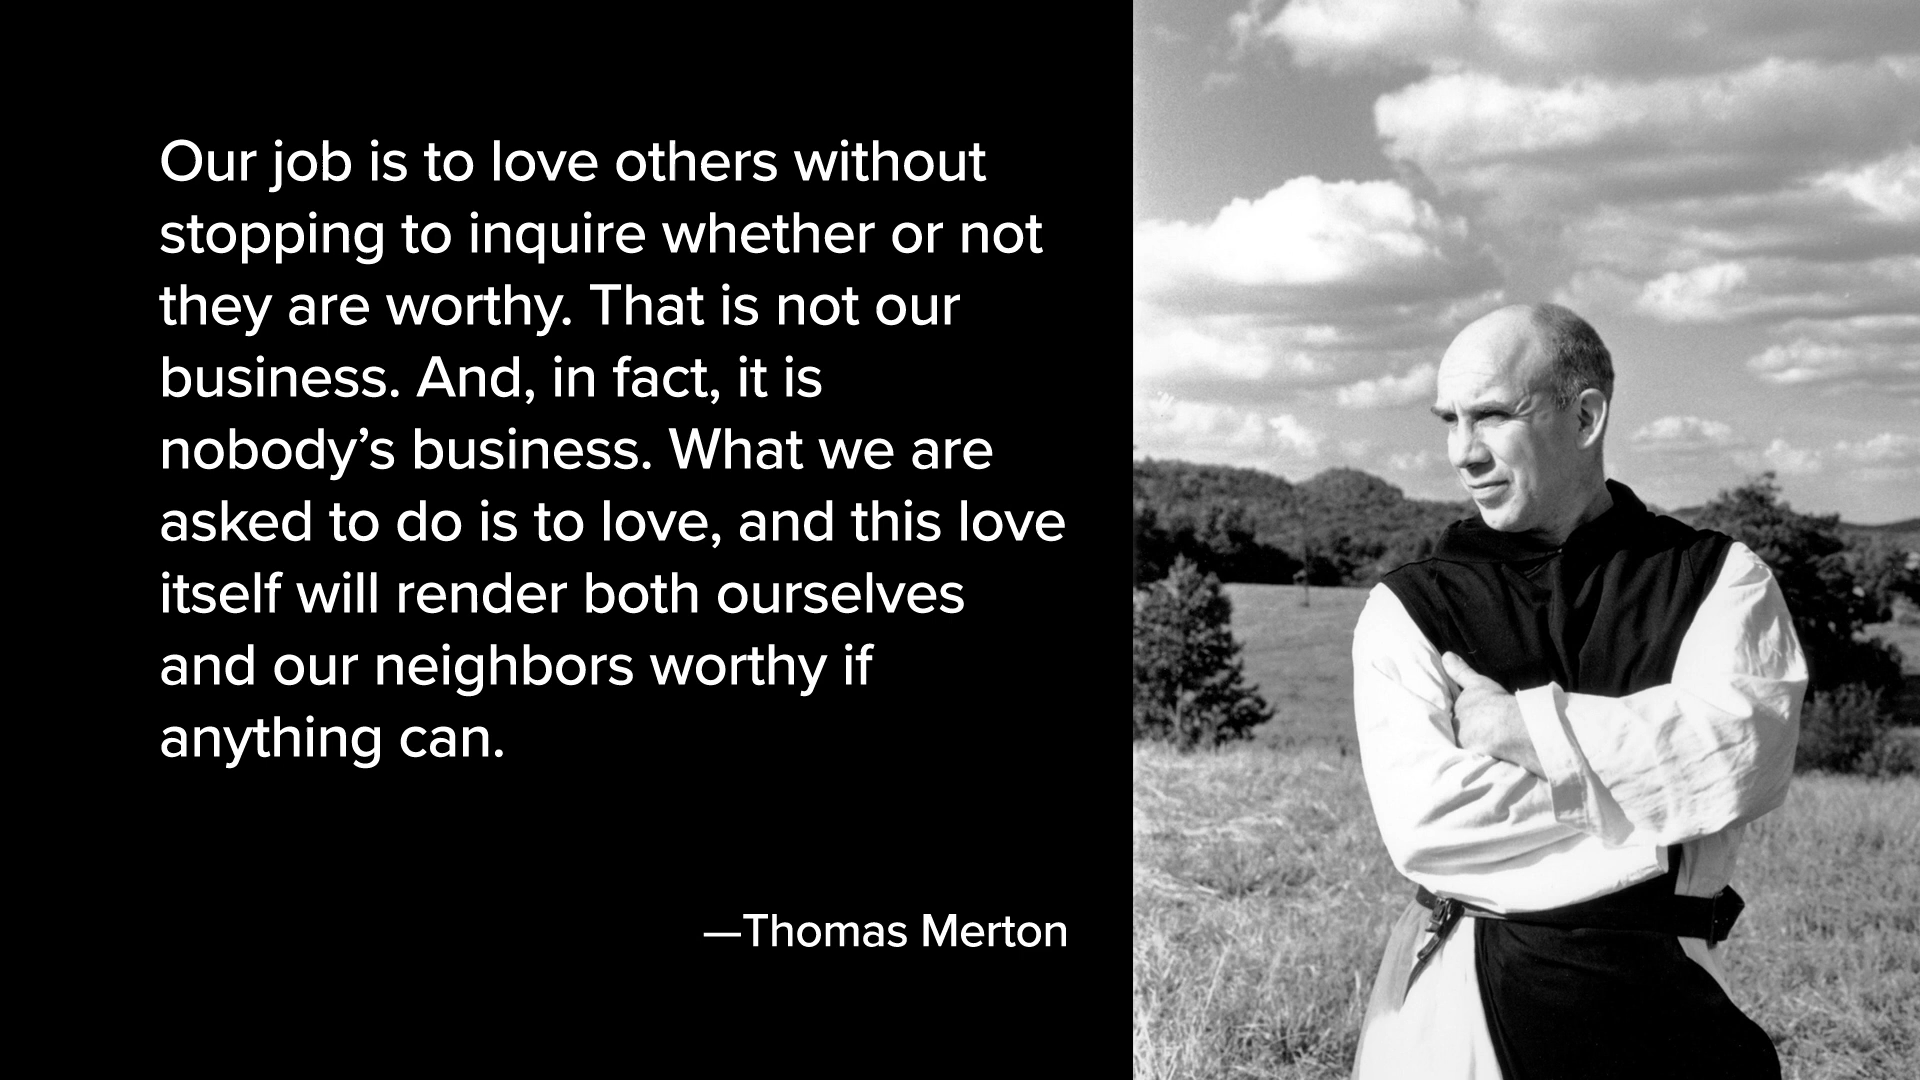 Our job is to love others without
stopping to inquire whether or not
they are worthy. That is not our
business. And, in fact, it is
nobody’s business. What we are
asked to do is to love, and this love
itself will render both ourselves
and our neighbors worthy if
anything can.
—Thomas Merton